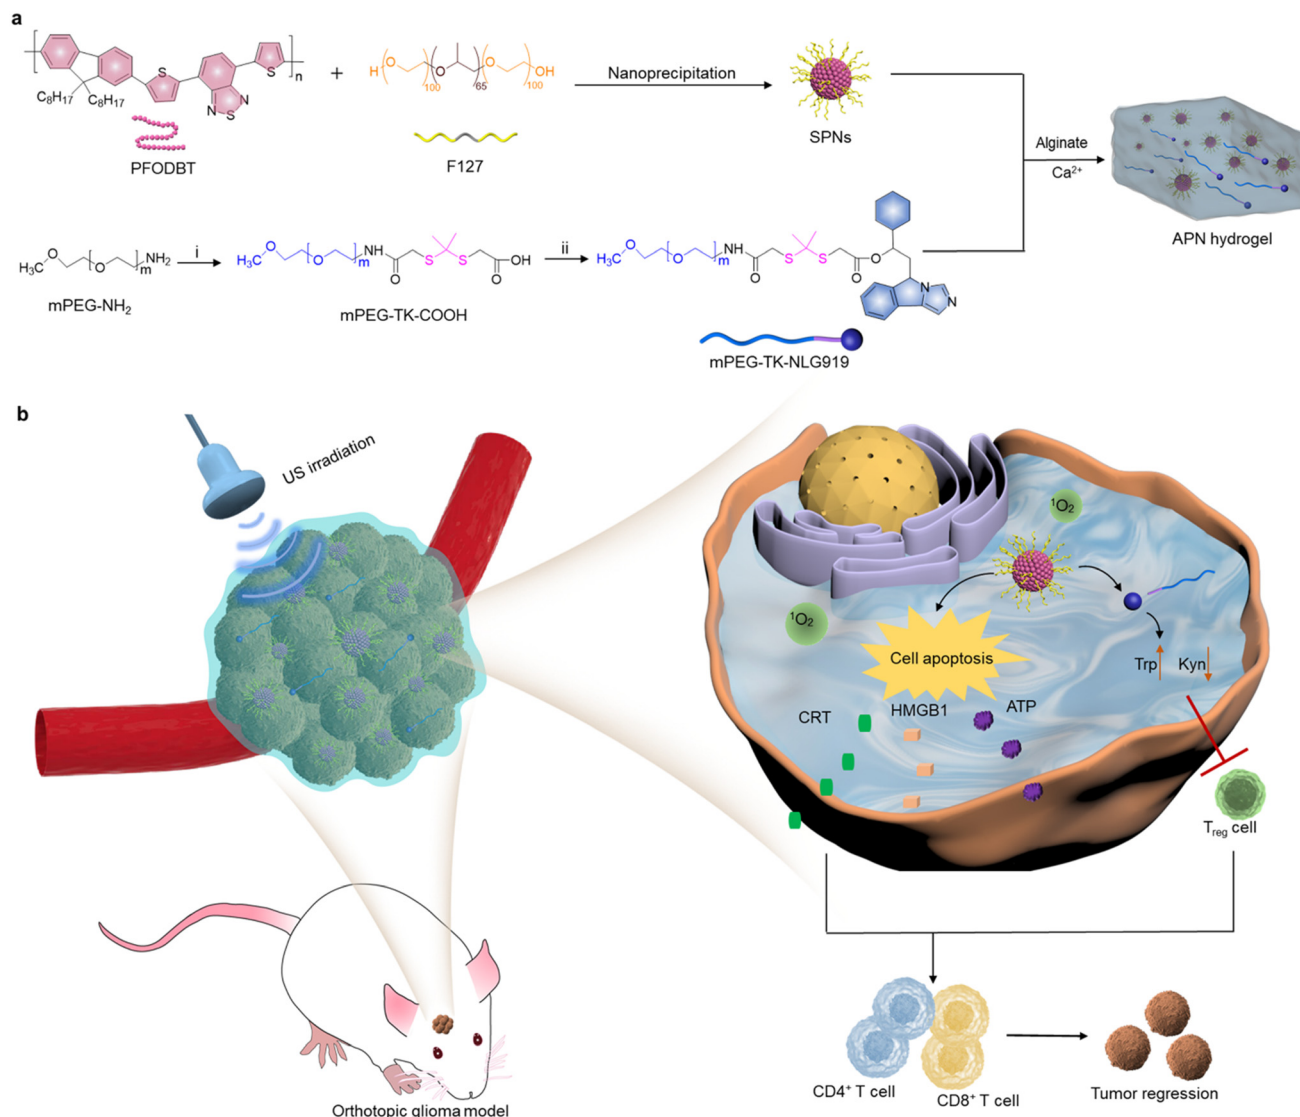 a
n
C₈H₁₇
C₈H₁₇
S
S
N
N
S
PFODBT
+
H
O
100
O
65
O
100
OH
F127
Nanoprecipitation
SPNs
Alginate
Ca²⁺
APN hydrogel
H₃C
O
O
m
NH₂
mPEG-NH₂
i
H₃C
O
O
m
NH
O
S
S
O
OH
mPEG-TK-COOH
ii
H₃C
O
O
m
NH
O
S
S
O
O
N
N
mPEG-TK-NLG919
b
US irradiation
¹O₂
¹O₂
Cell apoptosis
Trp
Kyn
CRT
HMGB1
ATP
Treg cell
CD4⁺ T cell
CD8⁺ T cell
Tumor regression
Orthotopic glioma model